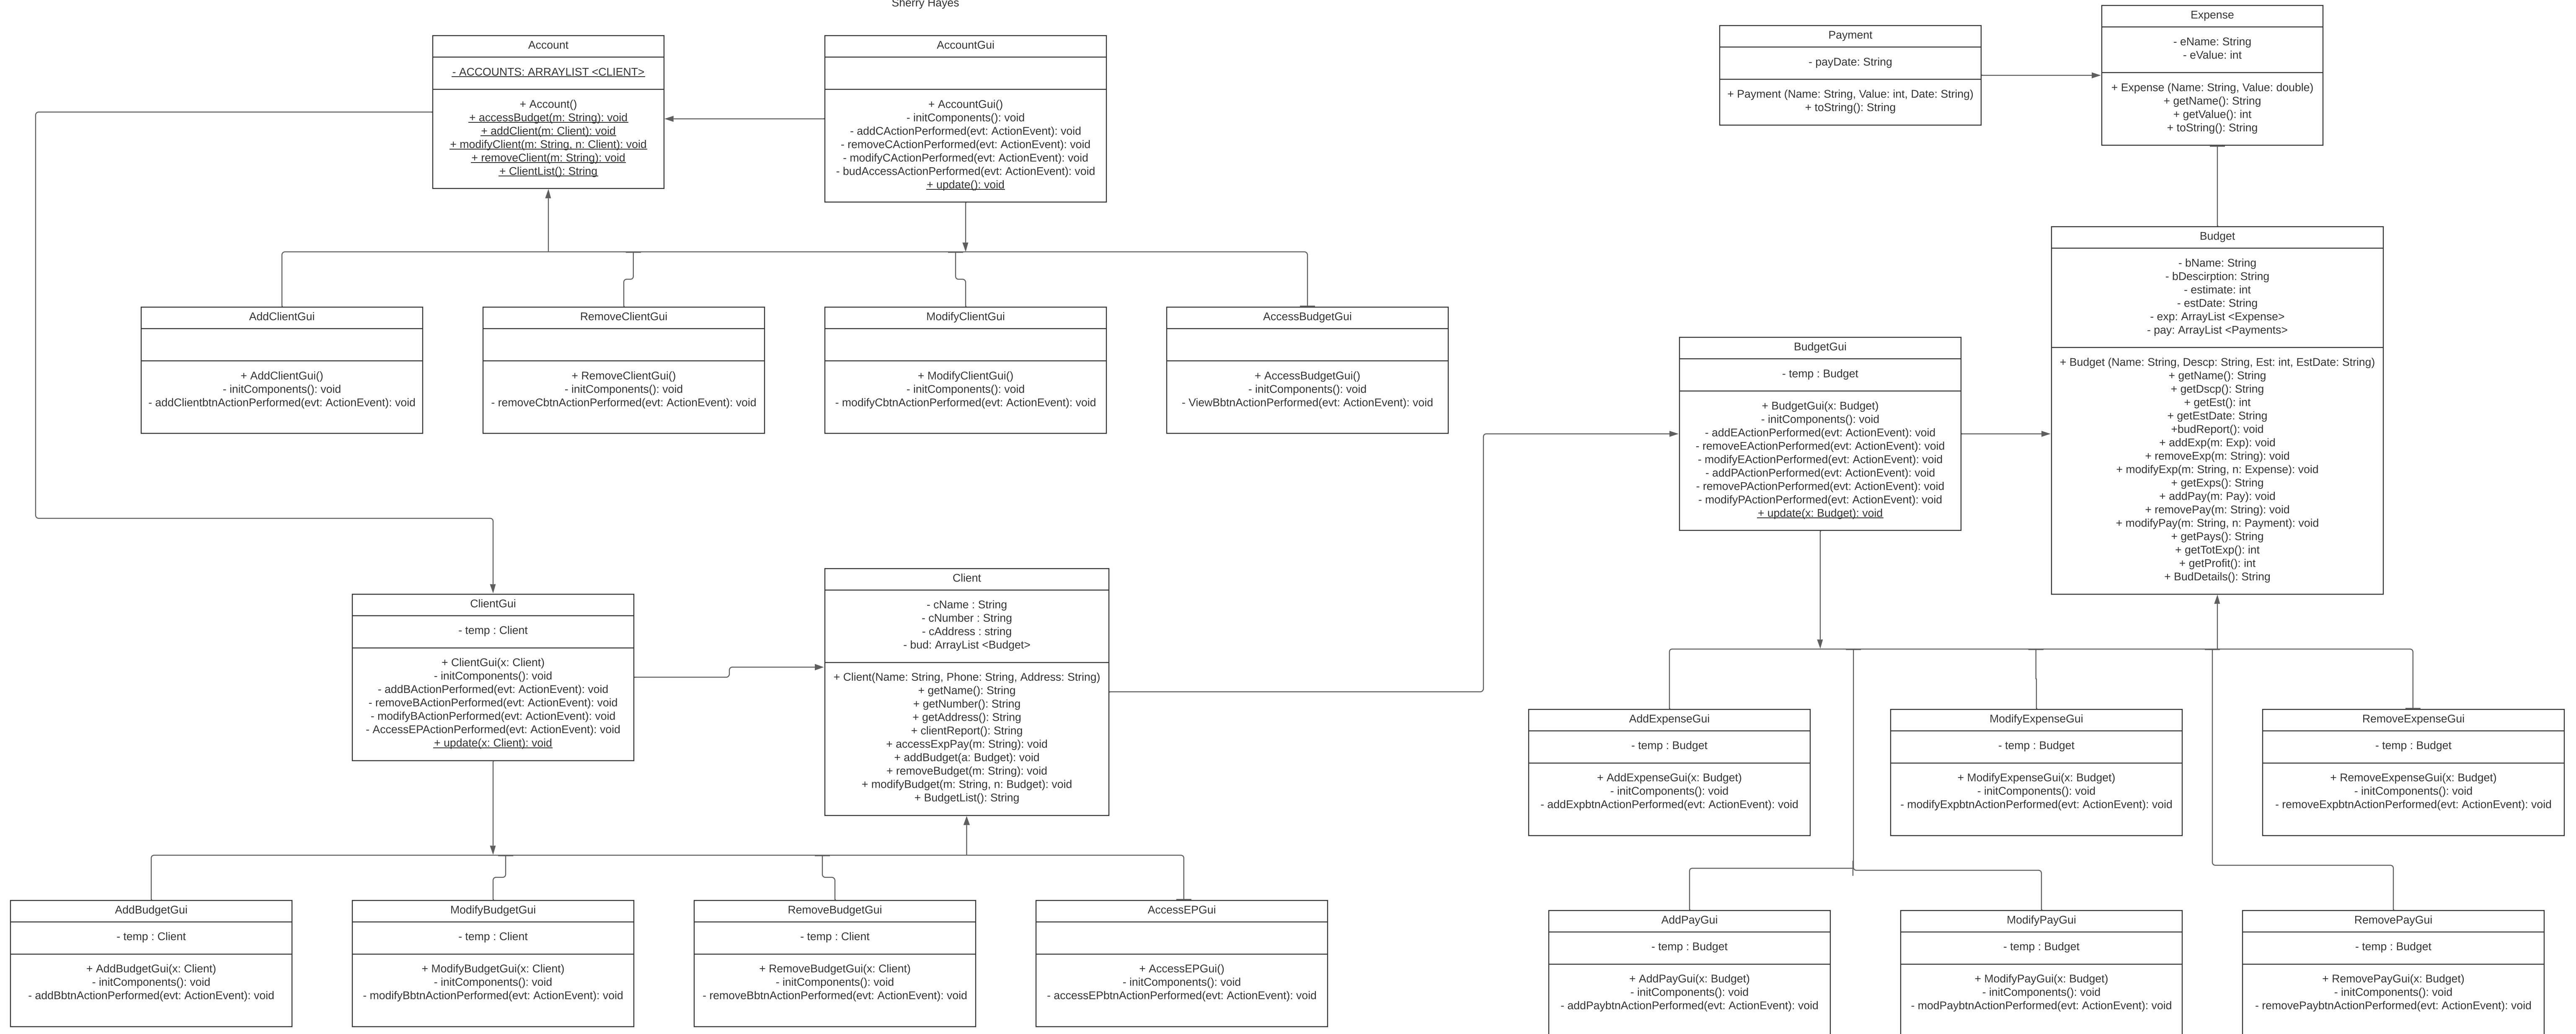 Sherry Hayes
Account
- ACCOUNTS: ARRAYLIST <CLIENT>
+ Account()
+ accessBudget(m: String): void
+ addClient(m: Client): void
+ modifyClient(m: String, n: Client): void
+ removeClient(m: String): void
+ ClientList(): String
AccountGui
+ AccountGui()
- initComponents(): void
- addCActionPerformed(evt: ActionEvent): void
- removeCActionPerformed(evt: ActionEvent): void
- modifyCActionPerformed(evt: ActionEvent): void
- budAccessActionPerformed(evt: ActionEvent): void
+ update(): void
Payment
- payDate: String
+ Payment (Name: String, Value: int, Date: String)
+ toString(): String
Expense
- eName: String
- eValue: int
+ Expense (Name: String, Value: double)
+ getName(): String
+ getValue(): int
+ toString(): String
AddClientGui
+ AddClientGui()
- initComponents(): void
- addClientbtnActionPerformed(evt: ActionEvent): void
RemoveClientGui
+ RemoveClientGui()
- initComponents(): void
- removeCbtnActionPerformed(evt: ActionEvent): void
ModifyClientGui
+ ModifyClientGui()
- initComponents(): void
- modifyCbtnActionPerformed(evt: ActionEvent): void
AccessBudgetGui
+ AccessBudgetGui()
- initComponents(): void
- ViewBbtnActionPerformed(evt: ActionEvent): void
BudgetGui
- temp : Budget
+ BudgetGui(x: Budget)
- initComponents(): void
- addEActionPerformed(evt: ActionEvent): void
- removeEActionPerformed(evt: ActionEvent): void
- modifyEActionPerformed(evt: ActionEvent): void
- addPActionPerformed(evt: ActionEvent): void
- removePActionPerformed(evt: ActionEvent): void
- modifyPActionPerformed(evt: ActionEvent): void
+ update(x: Budget): void
Budget
- bName: String
- bDescirption: String
- estimate: int
- estDate: String
- exp: ArrayList <Expense>
- pay: ArrayList <Payments>
+ Budget (Name: String, Descp: String, Est: int, EstDate: String)
+ getName(): String
+ getDscp(): String
+ getEst(): int
+ getEstDate: String
+budReport(): void
+ addExp(m: Exp): void
+ removeExp(m: String): void
+ modifyExp(m: String, n: Expense): void
+ getExps(): String
+ addPay(m: Pay): void
+ removePay(m: String): void
+ modifyPay(m: String, n: Payment): void
+ getPays(): String
+ getTotExp(): int
+ getProfit(): int
+ BudDetails(): String
ClientGui
- temp : Client
+ ClientGui(x: Client)
- initComponents(): void
- addBActionPerformed(evt: ActionEvent): void
- removeBActionPerformed(evt: ActionEvent): void
- modifyBActionPerformed(evt: ActionEvent): void
- AccessEPActionPerformed(evt: ActionEvent): void
+ update(x: Client): void
Client
- cName : String
- cNumber : String
- cAddress : string
- bud: ArrayList <Budget>
+ Client(Name: String, Phone: String, Address: String)
+ getName(): String
+ getNumber(): String
+ getAddress(): String
+ clientReport(): String
+ accessExpPay(m: String): void
+ addBudget(a: Budget): void
+ removeBudget(m: String): void
+ modifyBudget(m: String, n: Budget): void
+ BudgetList(): String
AddExpenseGui
- temp : Budget
+ AddExpenseGui(x: Budget)
- initComponents(): void
- addExpbtnActionPerformed(evt: ActionEvent): void
ModifyExpenseGui
- temp : Budget
+ ModifyExpenseGui(x: Budget)
- initComponents(): void
- modifyExpbtnActionPerformed(evt: ActionEvent): void
RemoveExpenseGui
- temp : Budget
+ RemoveExpenseGui(x: Budget)
- initComponents(): void
- removeExpbtnActionPerformed(evt: ActionEvent): void
AddBudgetGui
- temp : Client
+ AddBudgetGui(x: Client)
- initComponents(): void
- addBbtnActionPerformed(evt: ActionEvent): void
ModifyBudgetGui
- temp : Client
+ ModifyBudgetGui(x: Client)
- initComponents(): void
- modifyBbtnActionPerformed(evt: ActionEvent): void
RemoveBudgetGui
- temp : Client
+ RemoveBudgetGui(x: Client)
- initComponents(): void
- removeBbtnActionPerformed(evt: ActionEvent): void
AccessEPGui
+ AccessEPGui()
- initComponents(): void
- accessEPbtnActionPerformed(evt: ActionEvent): void
AddPayGui
- temp : Budget
+ AddPayGui(x: Budget)
- initComponents(): void
- addPaybtnActionPerformed(evt: ActionEvent): void
ModifyPayGui
- temp : Budget
+ ModifyPayGui(x: Budget)
- initComponents(): void
- modPaybtnActionPerformed(evt: ActionEvent): void
RemovePayGui
- temp : Budget
+ RemovePayGui(x: Budget)
- initComponents(): void
- removePaybtnActionPerformed(evt: ActionEvent): void